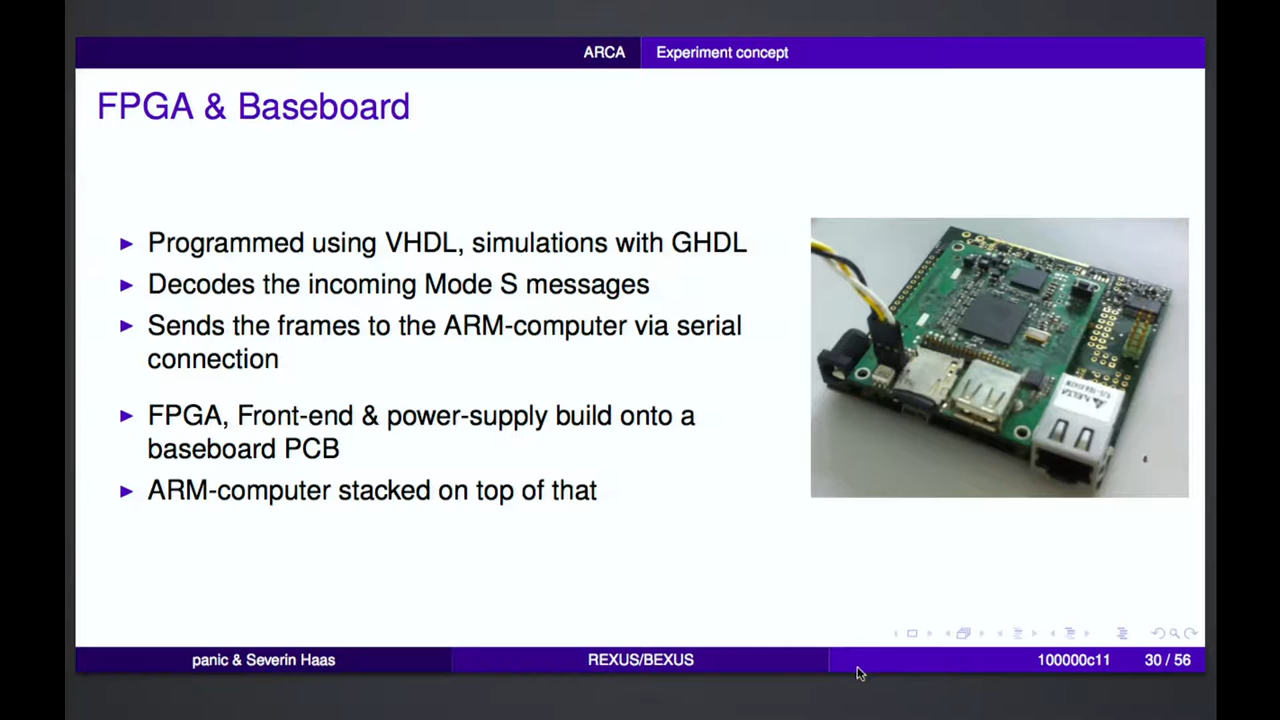 ARCA Experiment concept
FPGA & Baseboard
Programmed using VHDL, simulations with GHDL
Decodes the incoming Mode S messages
Sends the frames to the ARM-computer via serial
connection
FPGA, Front-end & power-supply build onto a
baseboard PCB
ARM-computer stacked on top of that
panic & Severin Haas REXUS/BEXUS 100000c11 30 / 56